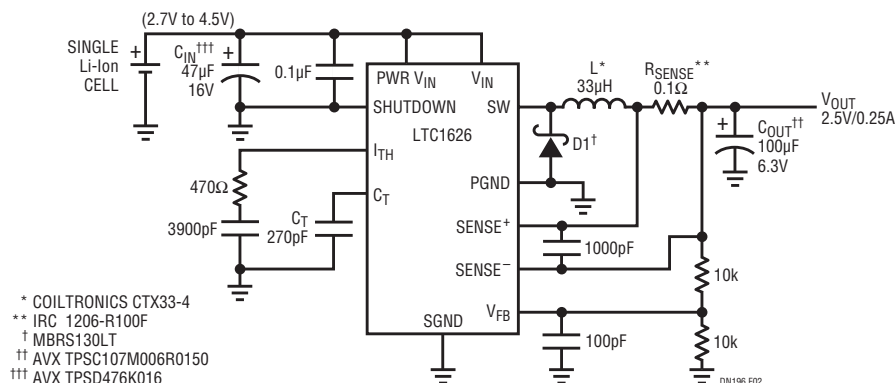 (2.7V to 4.5V)
SINGLE
Li-Ion
CELL
+
C_IN†††
47µF
16V
+
0.1µF
PWR V_IN
V_IN
SHUTDOWN
SW
LTC1626
I_TH
C_T
PGND
SENSE+
SENSE−
V_FB
SGND
470Ω
3900pF
C_T
270pF
L*
33µH
R_SENSE**
0.1Ω
D1†
V_OUT
2.5V/0.25A
+
C_OUT††
100µF
6.3V
1000pF
10k
100pF
10k
* COILTRONICS CTX33-4
** IRC 1206-R100F
† MBRS130LT
†† AVX TPSC107M006R0150
††† AVX TPSD476K016
DN196 F02